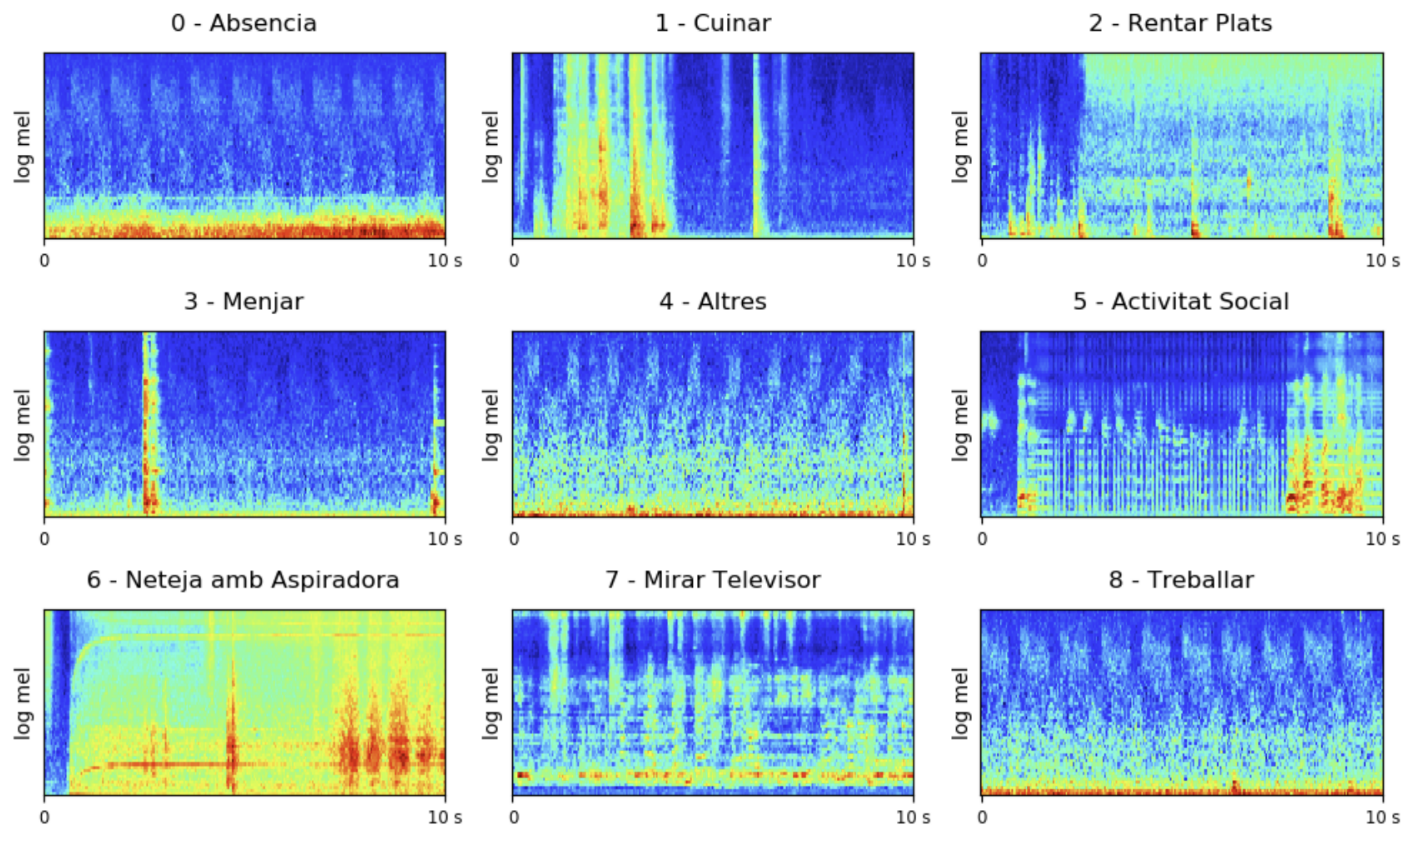 0 - Absencia
1 - Cuinar
2 - Rentar Plats
log mel
log mel
log mel
0
10 s
0
10 s
0
10 s
3 - Menjar
4 - Altres
5 - Activitat Social
log mel
log mel
log mel
0
10 s
0
10 s
0
10 s
6 - Neteja amb Aspiradora
7 - Mirar Televisor
8 - Treballar
log mel
log mel
log mel
0
10 s
0
10 s
0
10 s